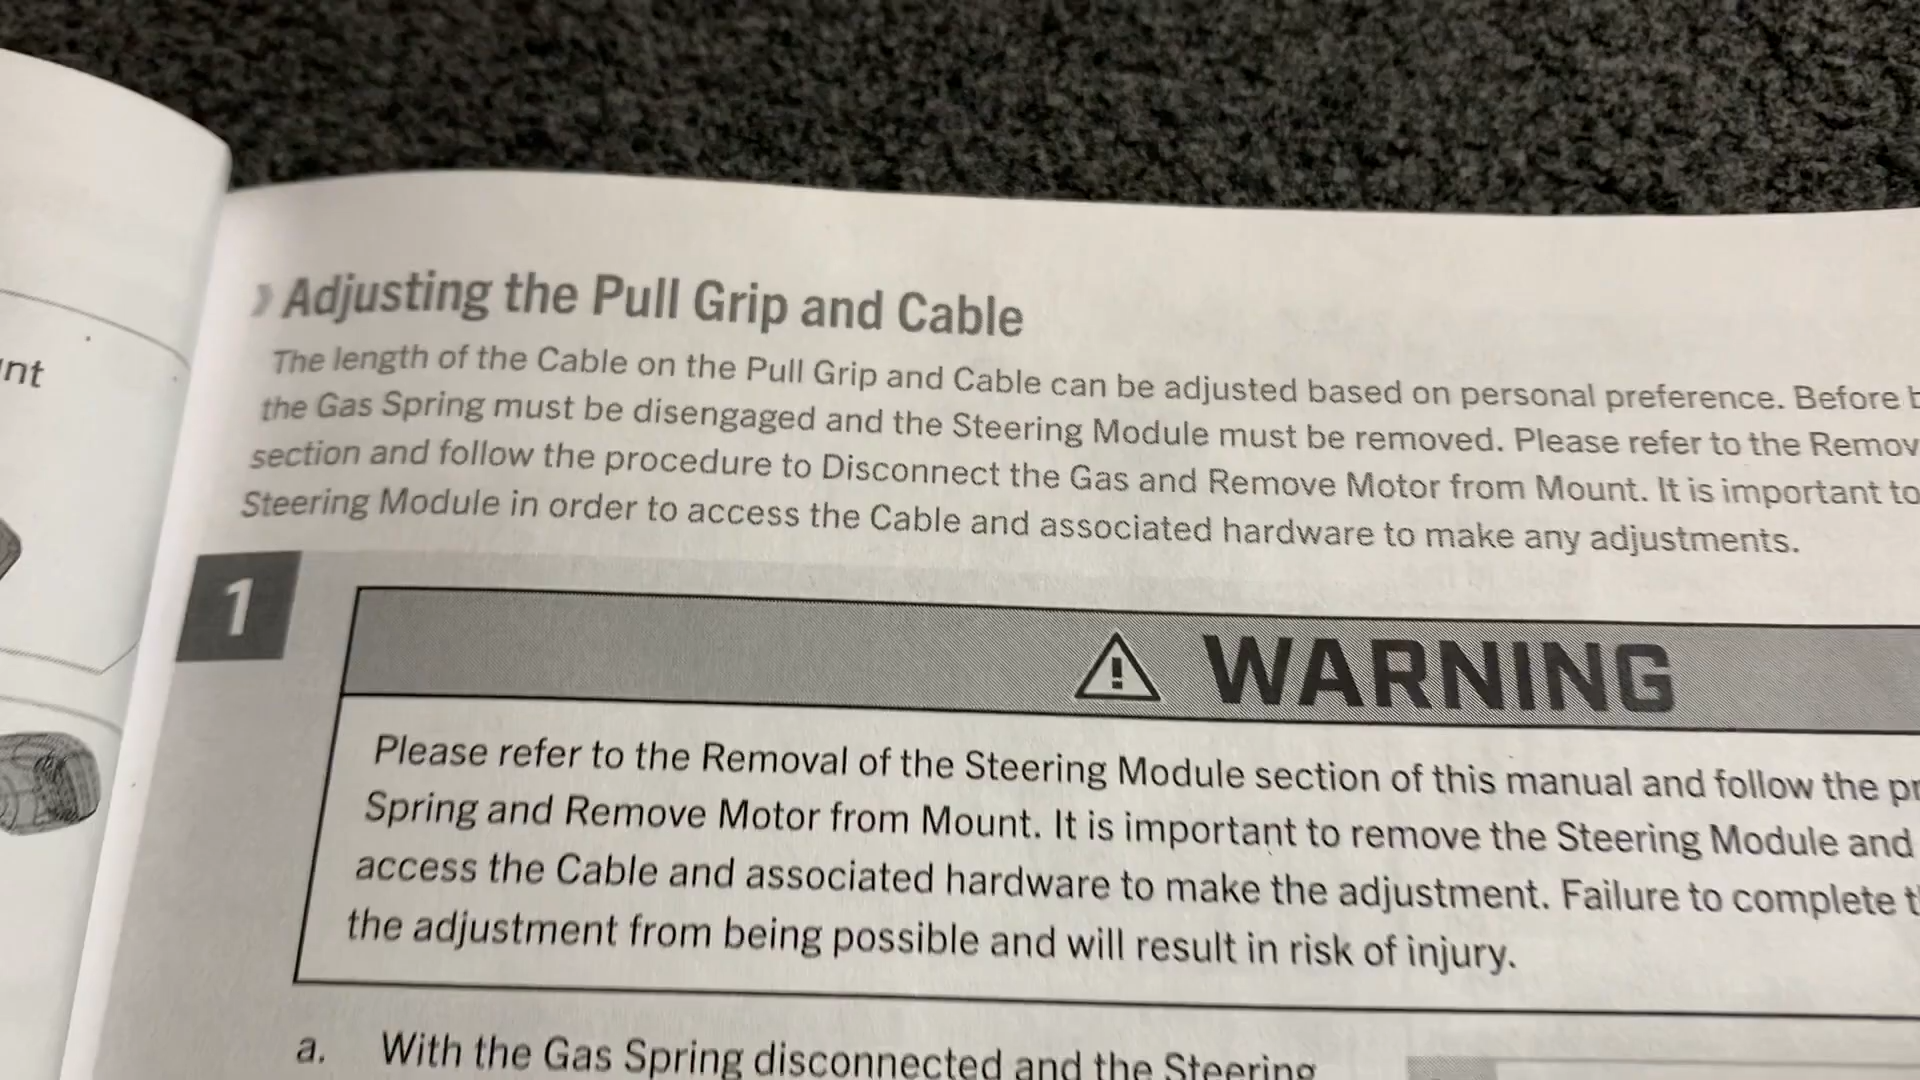 Adjusting the Pull Grip and Cable
The length of the Cable on the Pull Grip and Cable can be adjusted based on personal preference. Before
the Gas Spring must be disengaged and the Steering Module must be removed. Please refer to the
section and follow the procedure to Disconnect the Gas and Remove Motor from Mount. It is important to
Steering Module in order to access the Cable and associated hardware to make any adjustments.
1
WARNING
Please refer to the Removal of the Steering Module section of this manual and follow the
Spring and Remove Motor from Mount. It is important to remove the Steering Module and
access the Cable and associated hardware to make the adjustment. Failure to complete
the adjustment from being possible and will result in risk of injury.
a. With the Gas Spring disconnected and the Steering